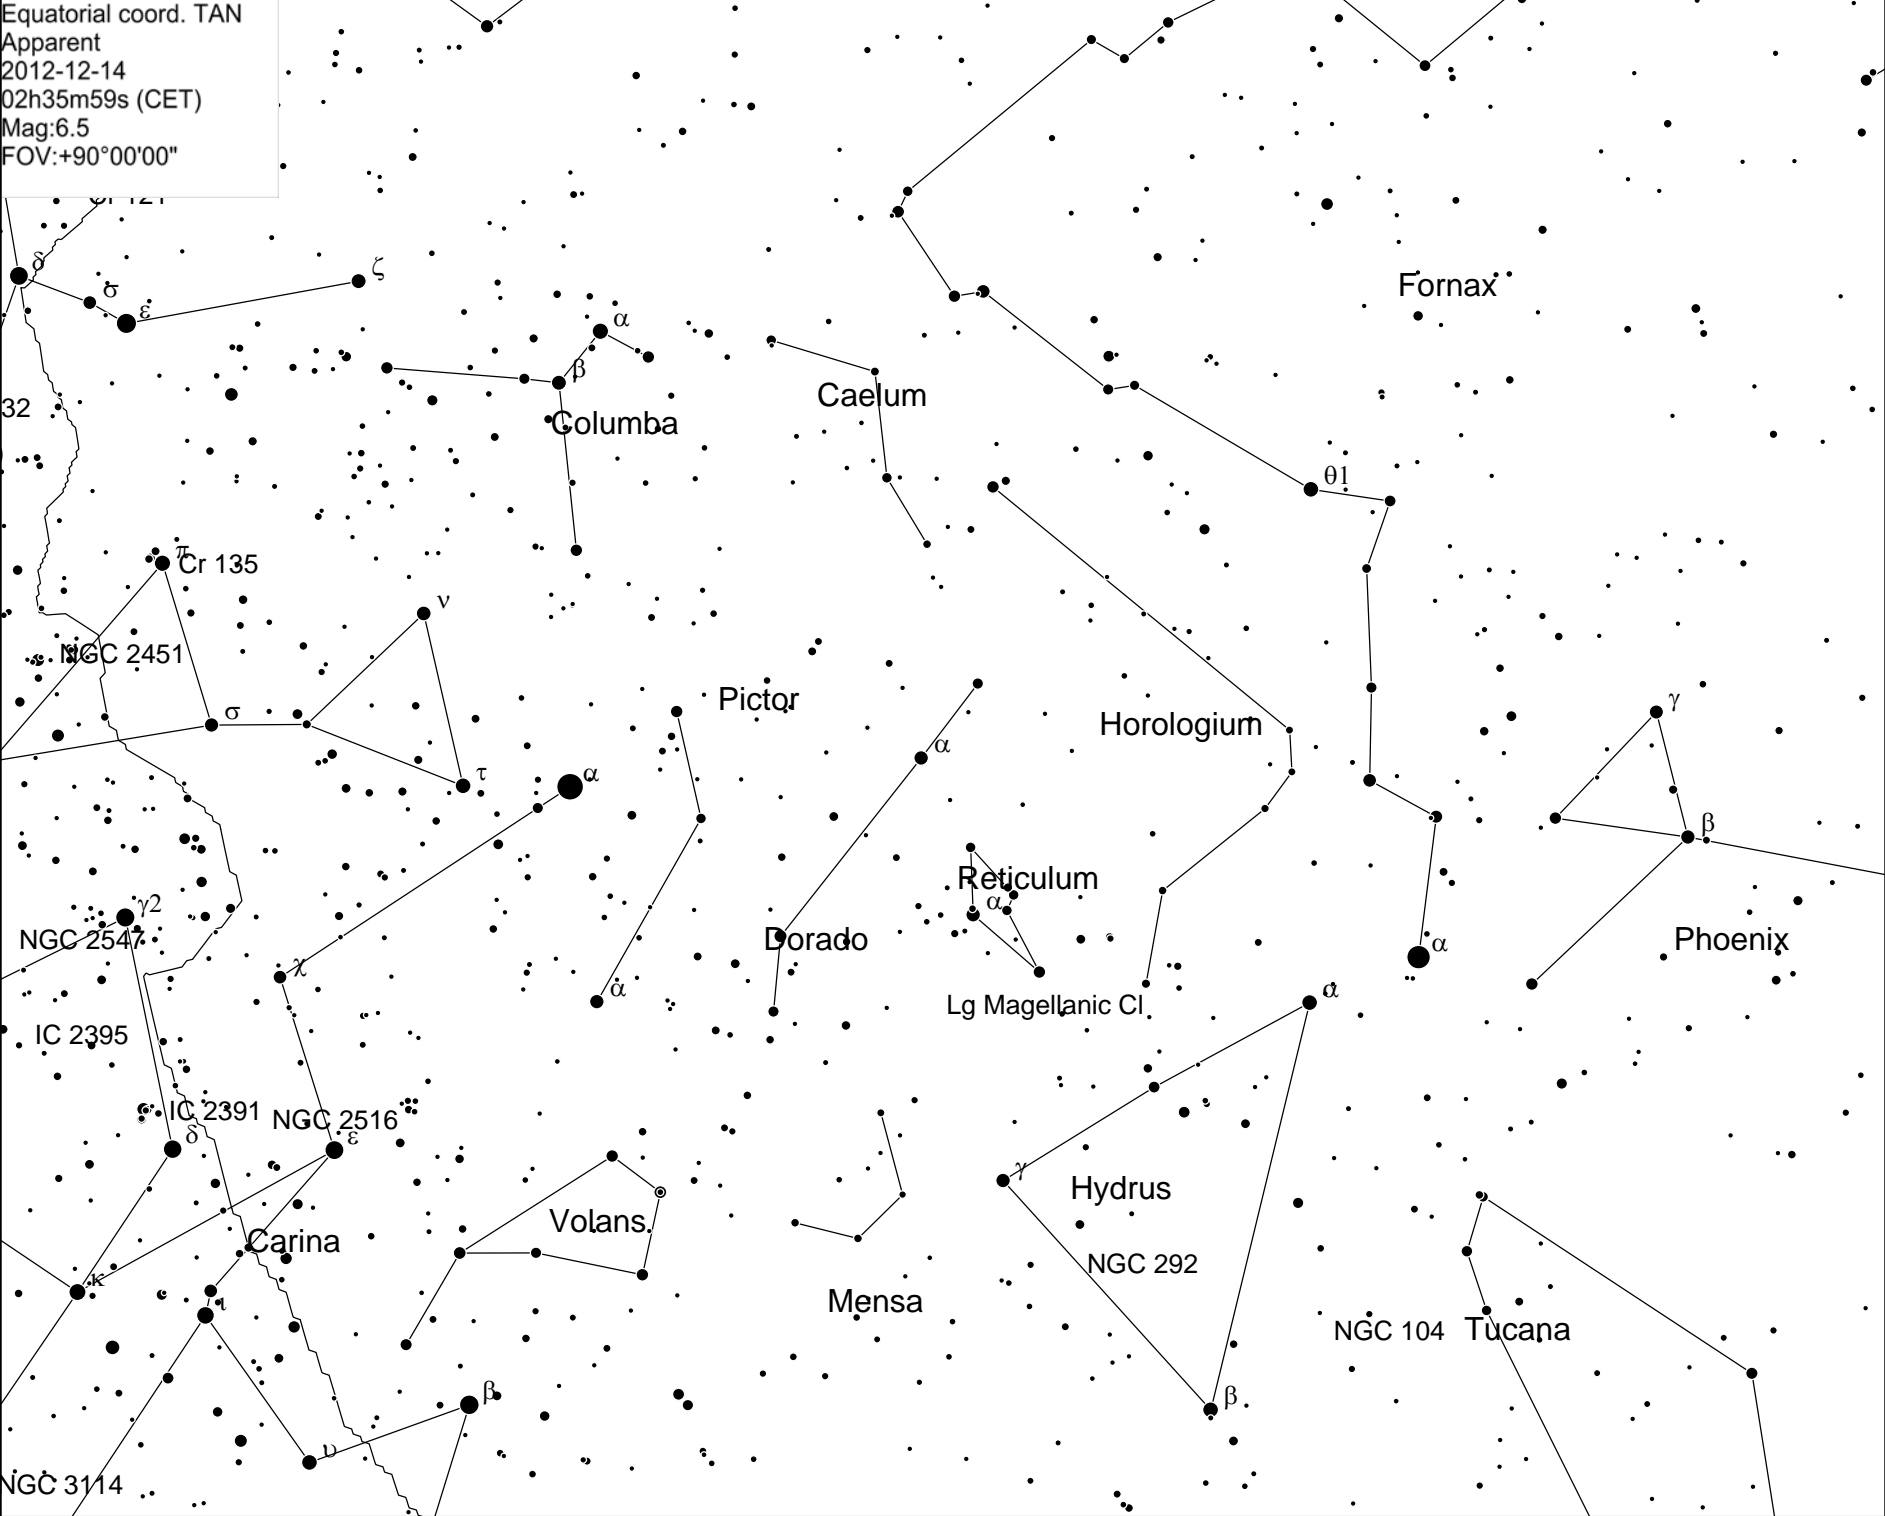 Equatorial coord. TAN
Apparent
2012-12-14
02h35m59s (CET)
Mag:6.5
FOV:+90°00'00"
Cr 121
δ
σ
ε
ζ
Fornax
α
β
Caelum
32
Columba
θ1
π
Cr 135
ν
NGC 2451
σ
Pictor
γ
Horologium
α
τ
α
β
Reticulum
α
γ2
NGC 2547
Dorado
α
Phoenix
χ
α
α
Lg Magellanic Cl
IC 2395
IC 2391
NGC 2516
δ
ε
γ
Hydrus
Volans
Carina
NGC 292
κ
ι
Mensa
NGC 104
Tucana
β
β
υ
NGC 3114